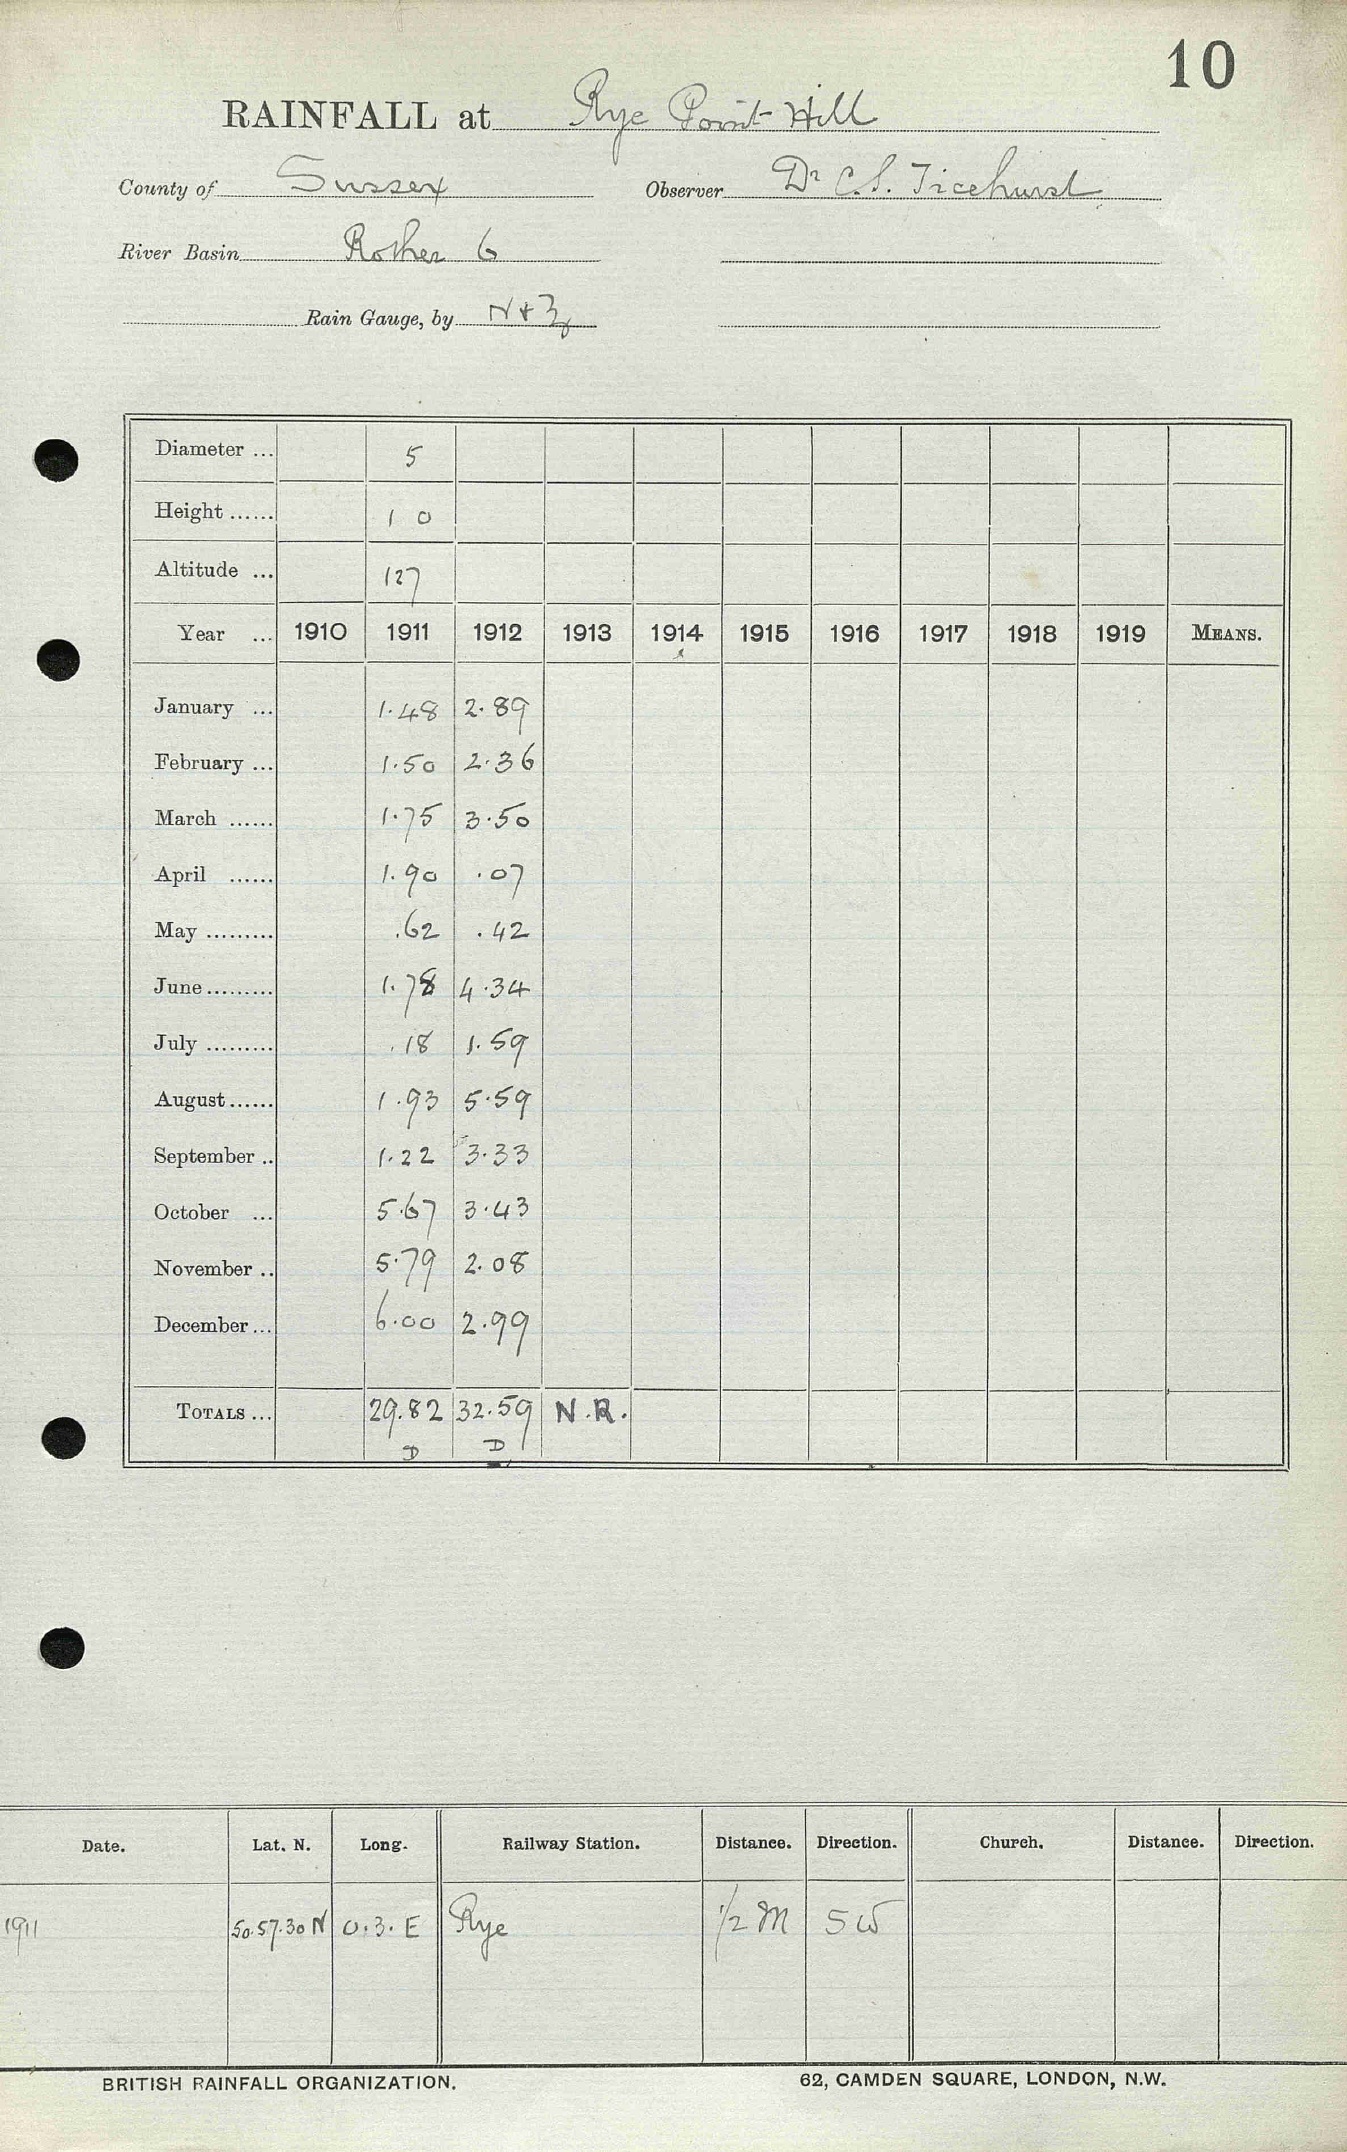 10
RAINFALL at Rye Point Hill
County of Sussex Observer Dr C.S. Ticehurst
River Basin Rother 6
Rain Gauge, by N + Z
Diameter ... 5
Height ...... 1 0
Altitude ... 127
Year ... 1910 1911 1912 1913 1914 1915 1916 1917 1918 1919 MEANS.
January ... 1.48 2.89
February ... 1.50 2.36
March ...... 1.75 3.50
April ...... 1.90 .07
May ......... .62 .42
June ......... 1.78 4.34
July ......... .18 1.59
August ...... 1.93 5.59
September .. 1.22 3.33
October ... 5.67 3.43
November .. 5.79 2.08
December ... 6.00 2.99
TOTALS ... 29.82 32.59 N.R.
D D
Date. Lat. N. Long. Railway Station. Distance. Direction. Church. Distance. Direction.
1911 50.57.30 N 0.3. E Rye 1/2 M SW
BRITISH RAINFALL ORGANIZATION. 62, CAMDEN SQUARE, LONDON, N.W.